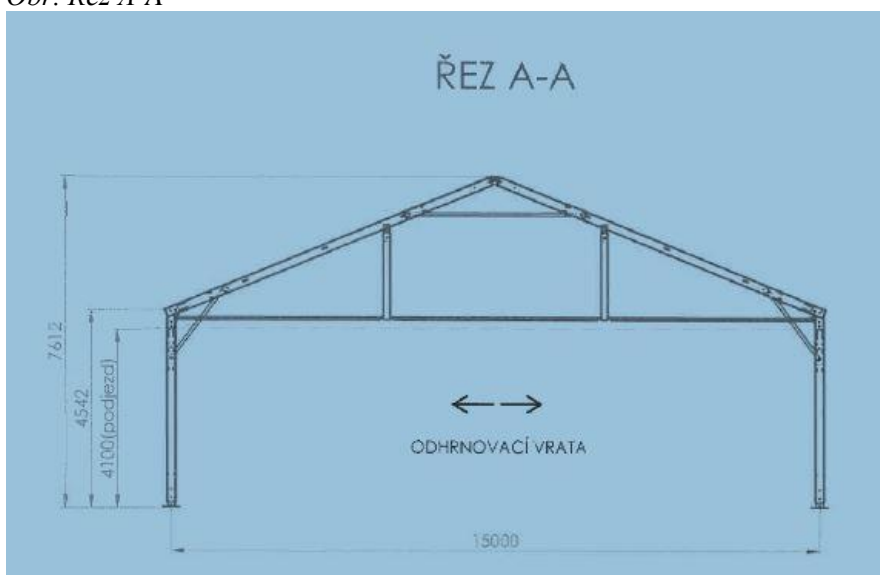 Obr. Řez A-A
ŘEZ A-A
7612
4542
4100(podjezd)
ODHRNOVACÍ VRATA
15000